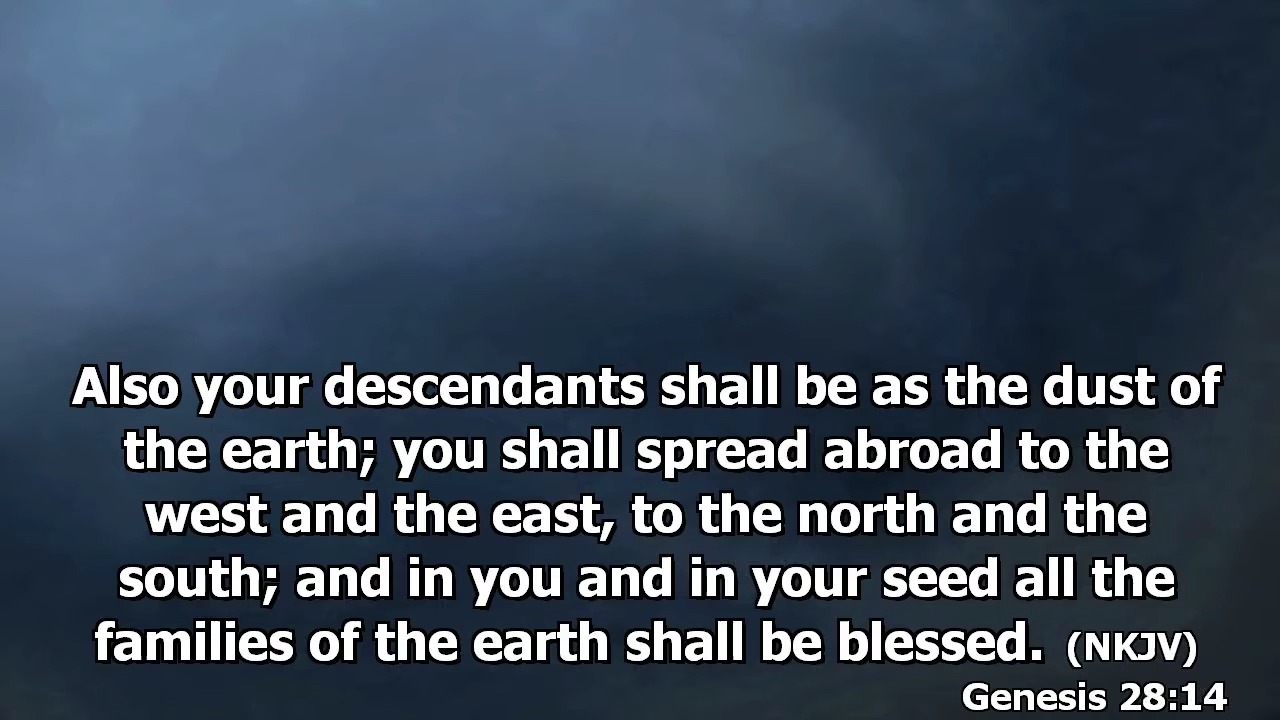 Also your descendants shall be as the dust of
the earth; you shall spread abroad to the
west and the east, to the north and the
south; and in you and in your seed all the
families of the earth shall be blessed. (NKJV)
Genesis 28:14